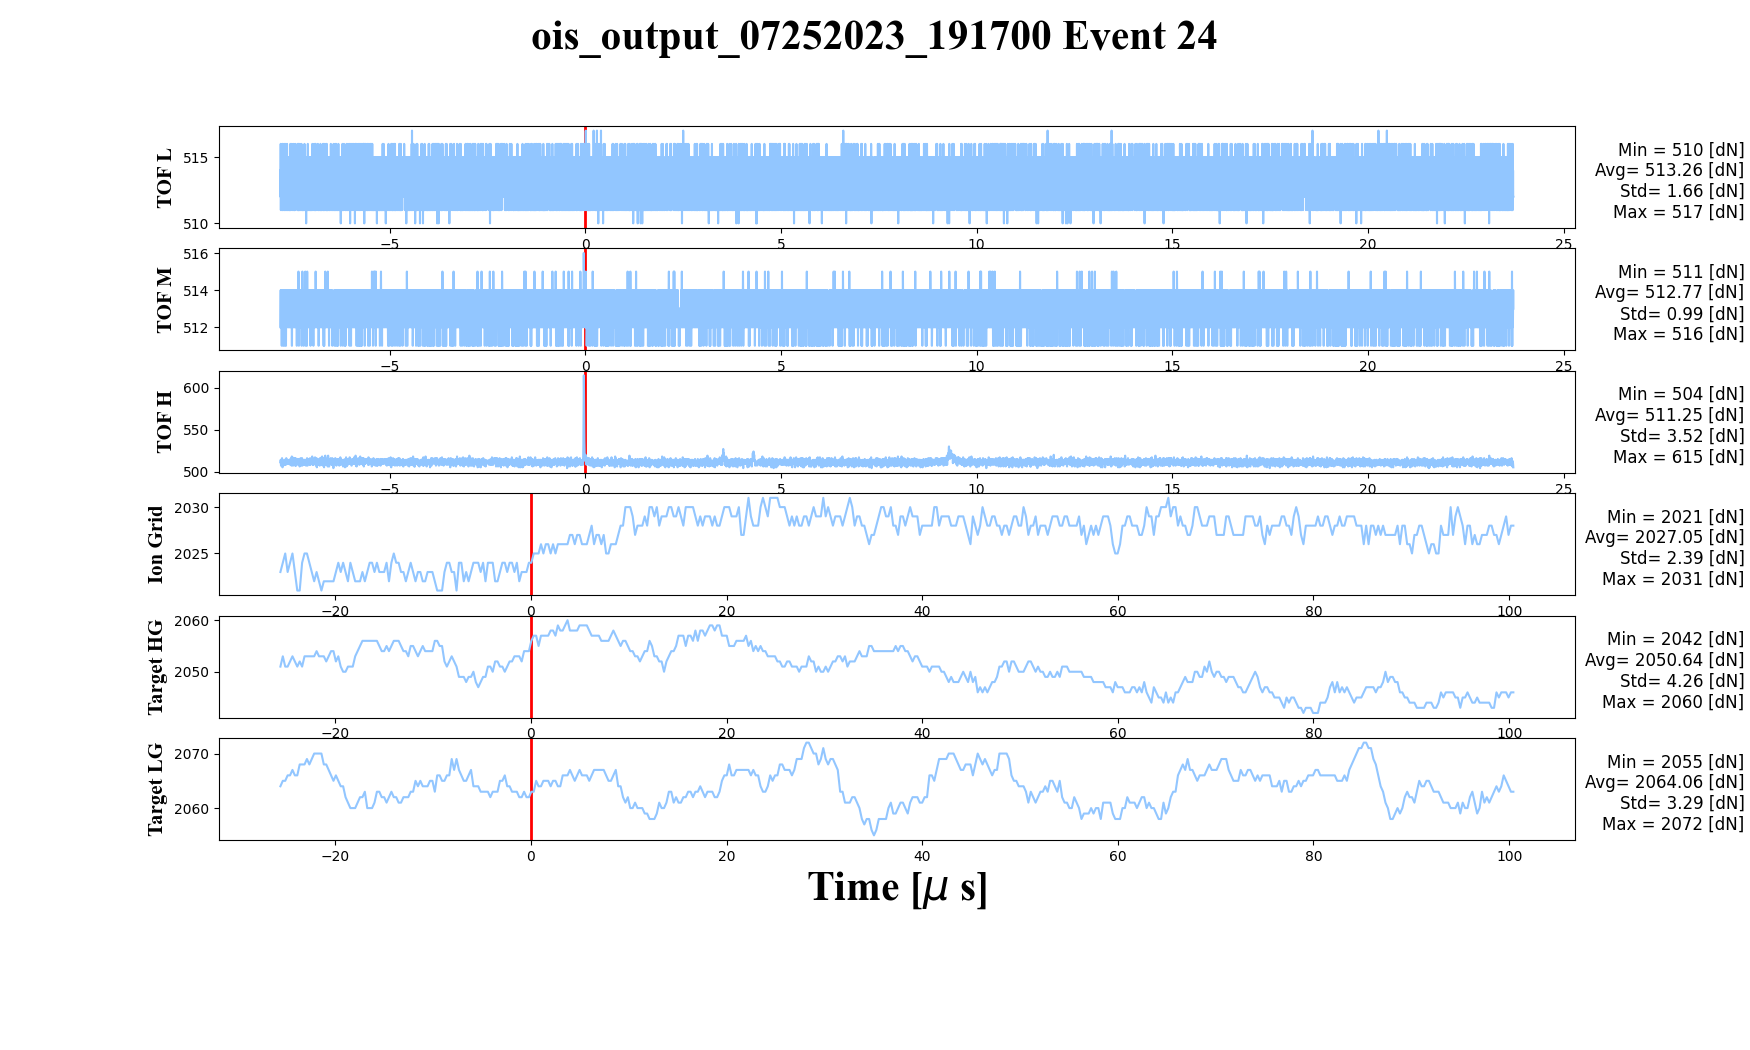 ois_output_07252023_191700 Event 24
TOF L
515
510
−5 0 5 10 15 20 25
Min = 510 [dN]
Avg= 513.26 [dN]
Std= 1.66 [dN]
Max = 517 [dN]
TOF M
516
514
512
−5 0 5 10 15 20 25
Min = 511 [dN]
Avg= 512.77 [dN]
Std= 0.99 [dN]
Max = 516 [dN]
TOF H
600
550
500
−5 0 5 10 15 20 25
Min = 504 [dN]
Avg= 511.25 [dN]
Std= 3.52 [dN]
Max = 615 [dN]
Ion Grid
2030
2025
−20 0 20 40 60 80 100
Min = 2021 [dN]
Avg= 2027.05 [dN]
Std= 2.39 [dN]
Max = 2031 [dN]
Target HG
2060
2050
−20 0 20 40 60 80 100
Min = 2042 [dN]
Avg= 2050.64 [dN]
Std= 4.26 [dN]
Max = 2060 [dN]
Target LG
2070
2060
−20 0 20 40 60 80 100
Min = 2055 [dN]
Avg= 2064.06 [dN]
Std= 3.29 [dN]
Max = 2072 [dN]
Time [μ s]